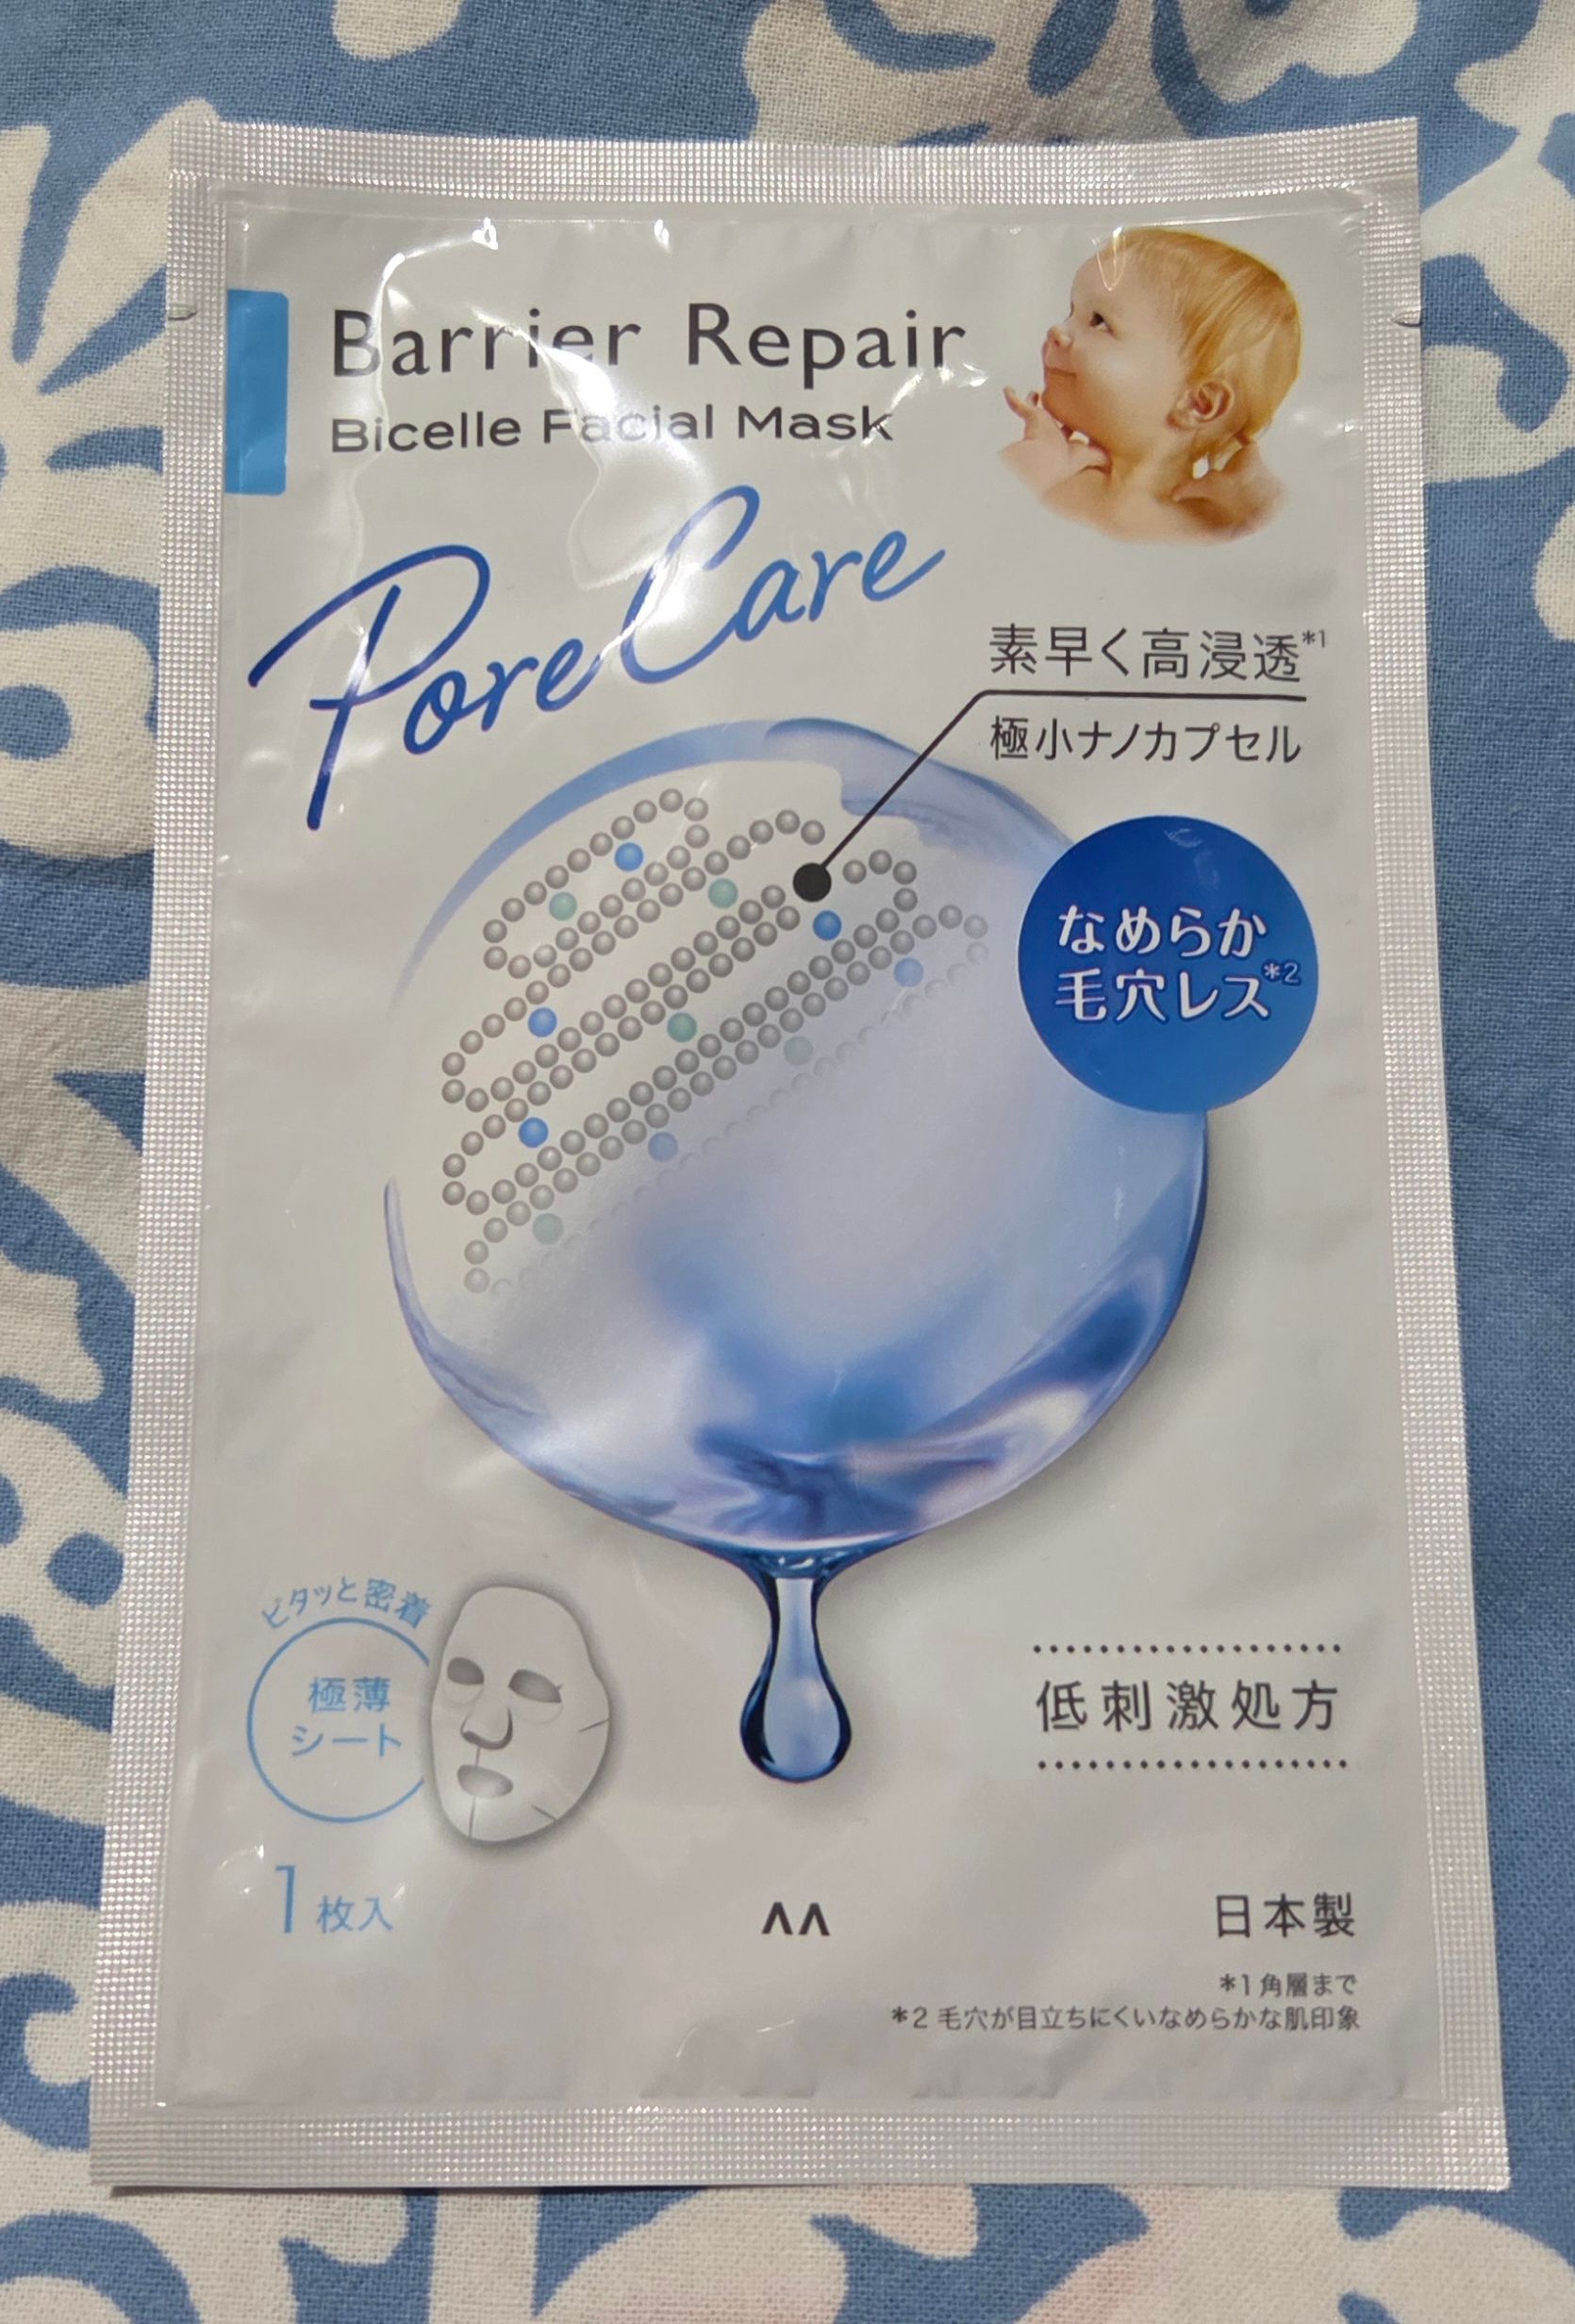 Barrier Repair
Bicelle Facial Mask
Pore Care
素早く高浸透*1
極小ナノカプセル
なめらか
毛穴レス*2
ピタッと密着
極薄
シート
低刺激処方
1枚入
日本製
*1 角層まで
*2 毛穴が目立ちにくいなめらかな肌印象